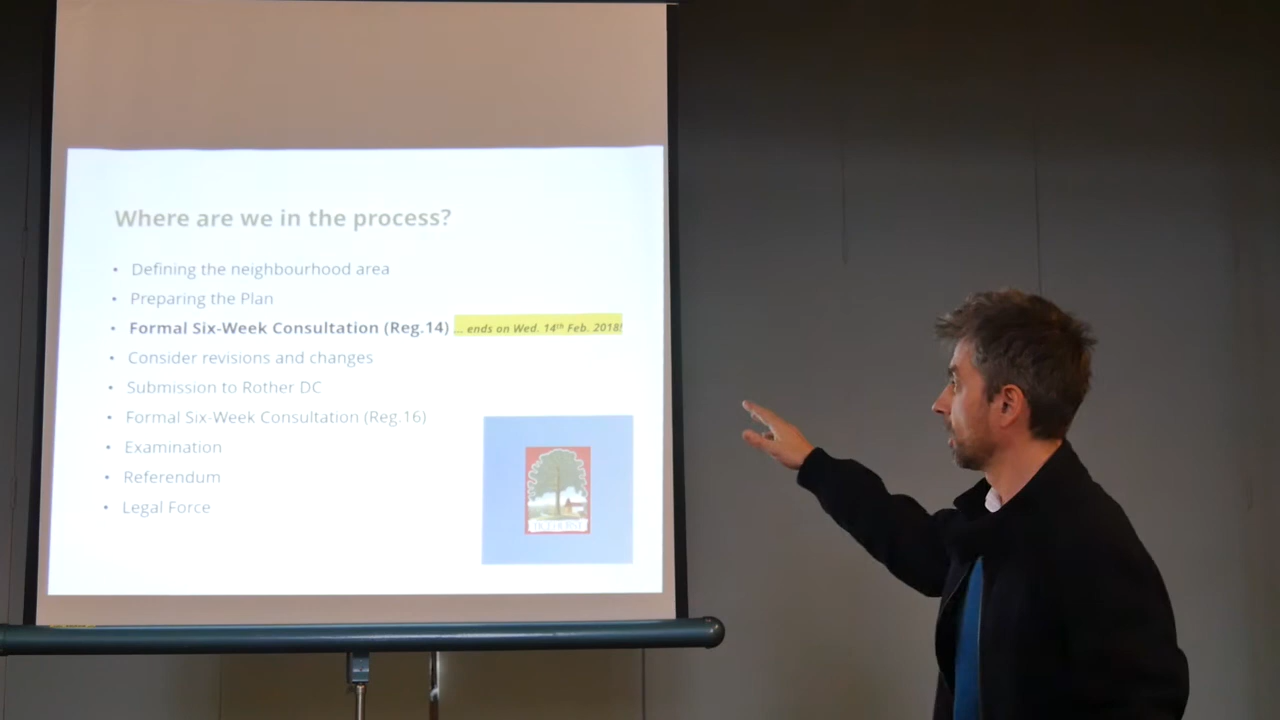 Where are we in the process?
• Defining the neighbourhood area
• Preparing the Plan
• Formal Six-Week Consultation (Reg.14) ... ends on Wed. 14th Feb. 2018!
• Consider revisions and changes
• Submission to Rother DC
• Formal Six-Week Consultation (Reg.16)
• Examination
• Referendum
• Legal Force